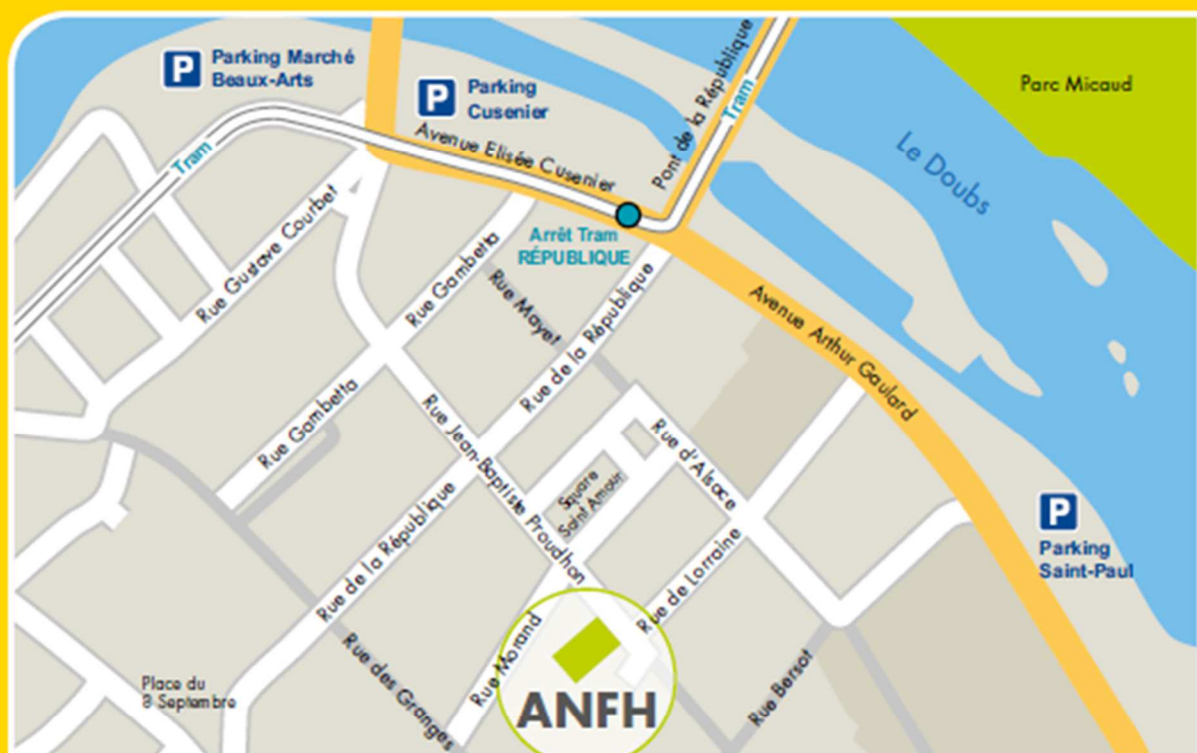 Parking Marché
Beaux-Arts
Parking
Cusenier
Pont de la République
Tram
Parc Micaud
Le Doubs
Tram
Avenue Elisée Cusenier
Arrêt Tram
RÉPUBLIQUE
Rue Gustave Courbet
Rue Gambetta
Rue Mayet
Rue de la République
Avenue Arthur Gaulard
Rue Gambetta
Rue Jean-Baptiste Proudhon
Rue d'Alsace
Square
Saint Amour
P
P
P
Parking
Saint-Paul
Rue de la République
Rue de Lorraine
Rue Morand
Rue des Granges
Rue Bersot
Place du
8 Septembre
ANFH